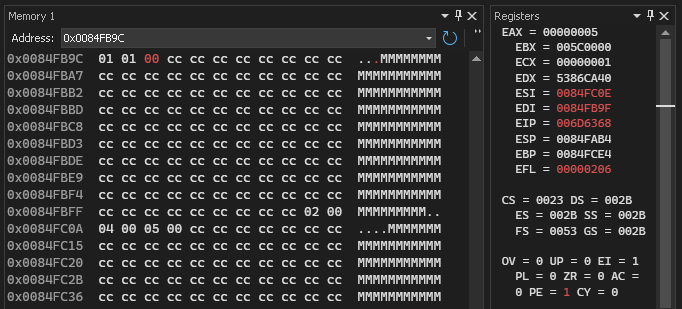 Memory 1
Address: 0x0084FB9C "
0x0084FB9C 01 01 00 cc cc cc cc cc cc cc cc ...MMMMMMMM
0x0084FBA7 cc cc cc cc cc cc cc cc cc cc cc MMMMMMMMMMM
0x0084FBB2 cc cc cc cc cc cc cc cc cc cc cc MMMMMMMMMMM
0x0084FBBD cc cc cc cc cc cc cc cc cc cc cc MMMMMMMMMMM
0x0084FBC8 cc cc cc cc cc cc cc cc cc cc cc MMMMMMMMMMM
0x0084FBD3 cc cc cc cc cc cc cc cc cc cc cc MMMMMMMMMMM
0x0084FBDE cc cc cc cc cc cc cc cc cc cc cc MMMMMMMMMMM
0x0084FBE9 cc cc cc cc cc cc cc cc cc cc cc MMMMMMMMMMM
0x0084FBF4 cc cc cc cc cc cc cc cc cc cc cc MMMMMMMMMMM
0x0084FBFF cc cc cc cc cc cc cc cc cc 02 00 MMMMMMMMM..
0x0084FC0A 04 00 05 00 cc cc cc cc cc cc cc ....MMMMMMM
0x0084FC15 cc cc cc cc cc cc cc cc cc cc cc MMMMMMMMMMM
0x0084FC20 cc cc cc cc cc cc cc cc cc cc cc MMMMMMMMMMM
0x0084FC2B cc cc cc cc cc cc cc cc cc cc cc MMMMMMMMMMM
0x0084FC36 cc cc cc cc cc cc cc cc cc cc cc MMMMMMMMMMM
Registers
EAX = 00000005
EBX = 005C0000
ECX = 00000001
EDX = 5386CA40
ESI = 0084FC0E
EDI = 0084FB9F
EIP = 006D6368
ESP = 0084FAB4
EBP = 0084FCE4
EFL = 00000206
CS = 0023 DS = 002B
ES = 002B SS = 002B
FS = 0053 GS = 002B
OV = 0 UP = 0 EI = 1
PL = 0 ZR = 0 AC =
0 PE = 1 CY = 0